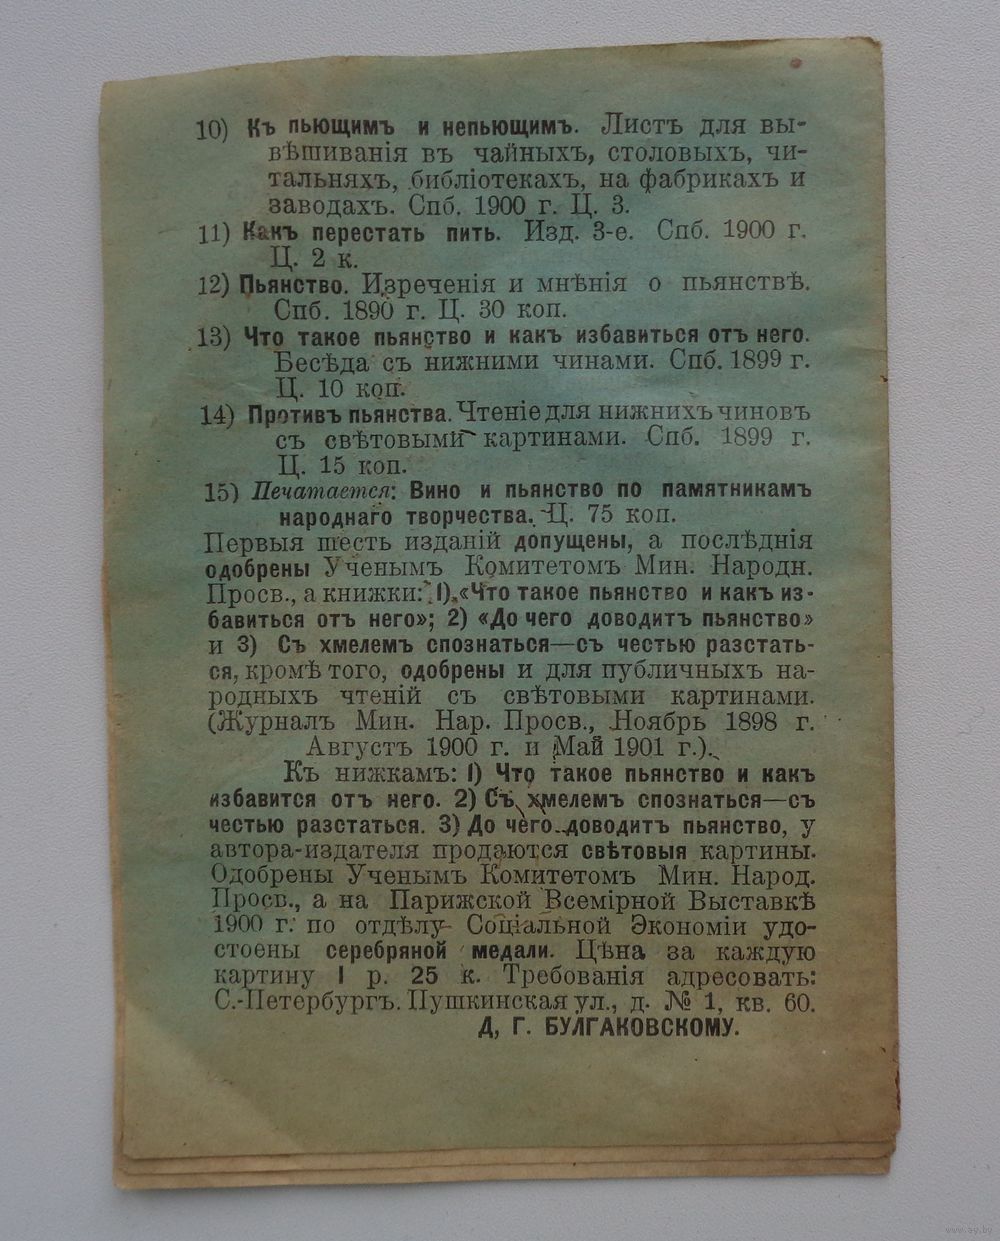 10) Къ пьющимъ и непьющимъ. Листъ для вы-
вѣшиванія въ чайныхъ, столовыхъ, чи-
тальняхъ, библіотекахъ, на фабрикахъ и
заводахъ. Спб. 1900 г. Ц. 3.
11) Какъ перестать пить. Изд. 3-е. Спб. 1900 г.
Ц. 2 к.
12) Пьянство. Изреченія и мнѣнія о пьянствѣ.
Спб. 1890 г. Ц. 30 коп.
13) Что такое пьянство и какъ избавиться отъ него.
Бесѣда съ нижними чинами. Спб. 1899 г.
Ц. 10 коп.
14) Противъ пьянства. Чтеніе для нижнихъ чиновъ
съ свѣтовыми картинами. Спб. 1899 г.
Ц. 15 коп.
15) Печатается: Вино и пьянство по памятникамъ
народнаго творчества. Ц. 75 коп.
Первыя шесть изданій допущены, а послѣднія
одобрены Ученымъ Комитетомъ Мин. Народн.
Просв., а книжки: 1) «Что такое пьянство и какъ из-
бавиться отъ него»; 2) «До чего доводитъ пьянство»
и 3) Съ хмелемъ спознаться—съ честью разстать-
ся, кромѣ того, одобрены и для публичныхъ на-
родныхъ чтеній съ свѣтовыми картинами.
(Журналъ Мин. Нар. Просв., Ноябрь 1898 г.
Августъ 1900 г. и Май 1901 г.).
Къ нижкамъ: 1) Что такое пьянство и какъ
избавится отъ него. 2) Съ хмелемъ спознаться—съ
честью разстаться. 3) До чего доводитъ пьянство, у
автора-издателя продаются свѣтовыя картины.
Одобрены Ученымъ Комитетомъ Мин. Народ.
Просв., а на Парижской Всемірной Выставкѣ
1900 г. по отдѣлу Соціальной Экономіи удо-
стоены серебряной медали. Цѣна за каждую
картину 1 р. 25 к. Требованія адресовать:
С.-Петербургъ. Пушкинская ул., д. № 1, кв. 60.
Д, Г. БУЛГАКОВСКОМУ.
www.ay.by